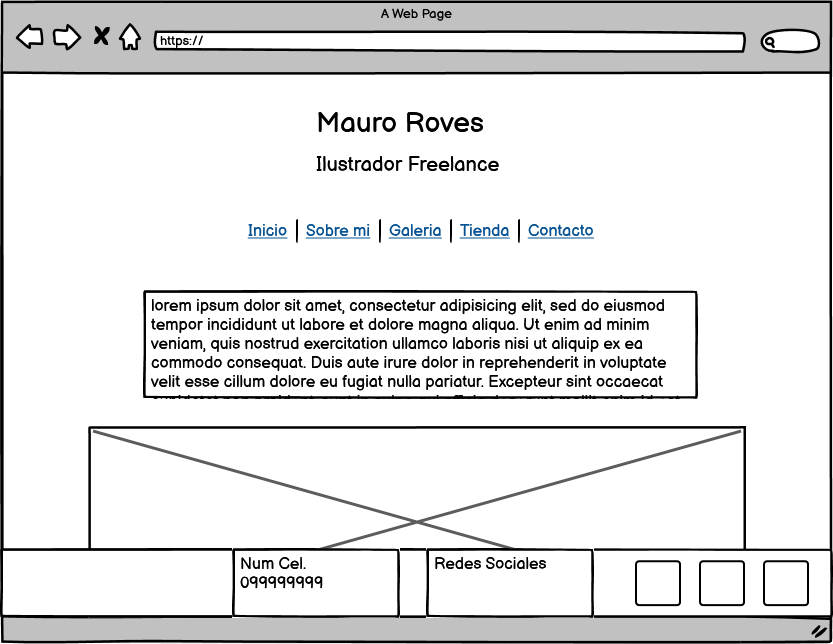 A Web Page
https://
Mauro Roves
Ilustrador Freelance
Inicio | Sobre mi | Galeria | Tienda | Contacto
lorem ipsum dolor sit amet, consectetur adipisicing elit, sed do eiusmod
tempor incididunt ut labore et dolore magna aliqua. Ut enim ad minim
veniam, quis nostrud exercitation ullamco laboris nisi ut aliquip ex ea
commodo consequat. Duis aute irure dolor in reprehenderit in voluptate
velit esse cillum dolore eu fugiat nulla pariatur. Excepteur sint occaecat
Num Cel.
099999999
Redes Sociales